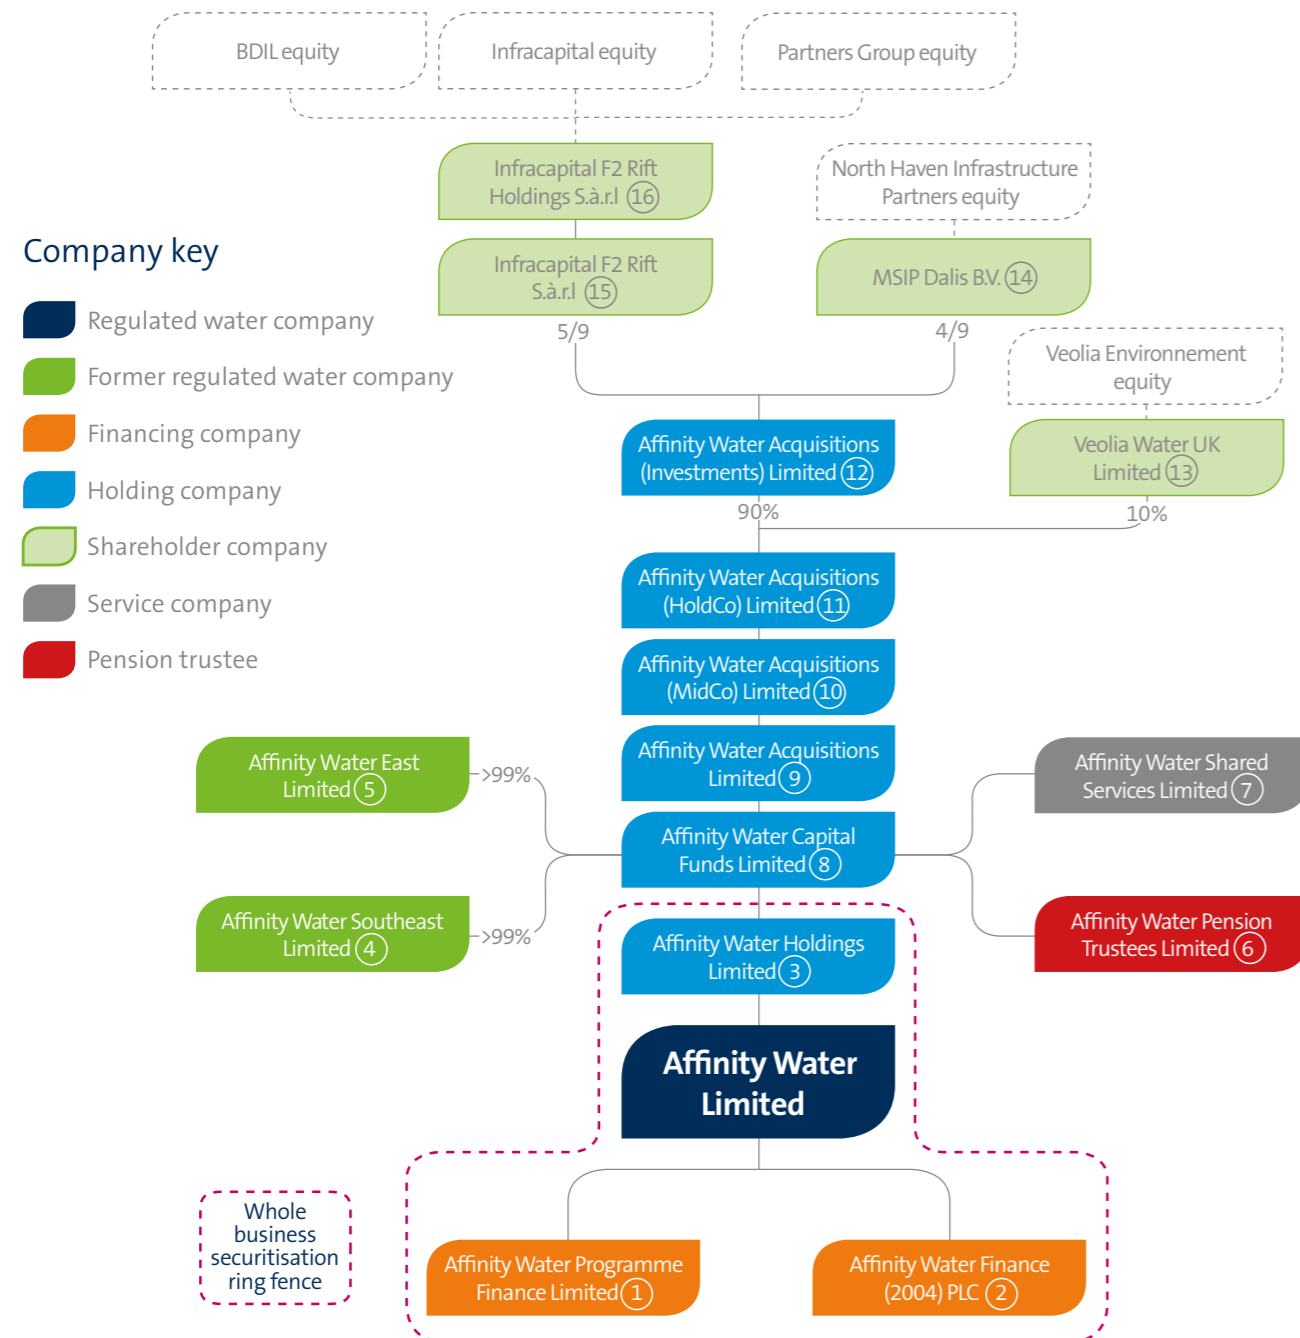 BDIL equity
Infracapital equity
Partners Group equity
Infracapital F2 Rift
Holdings S.à.r.l 16
North Haven Infrastructure
Partners equity
Company key
Infracapital F2 Rift
S.à.r.l 15
MSIP Dalis B.V. 14
5/9
4/9
Regulated water company
Former regulated water company
Financing company
Holding company
Shareholder company
Service company
Pension trustee
Veolia Environnement
equity
Affinity Water Acquisitions
(Investments) Limited 12
Veolia Water UK
Limited 13
90%
10%
Affinity Water Acquisitions
(HoldCo) Limited 11
Affinity Water Acquisitions
(MidCo) Limited 10
Affinity Water East
Limited 5
>99%
Affinity Water Acquisitions
Limited 9
Affinity Water Shared
Services Limited 7
Affinity Water Capital
Funds Limited 8
Affinity Water Southeast
Limited 4
>99%
Affinity Water Holdings
Limited 3
Affinity Water Pension
Trustees Limited 6
Affinity Water
Limited
Whole
business
securitisation
ring fence
Affinity Water Programme
Finance Limited 1
Affinity Water Finance
(2004) PLC 2